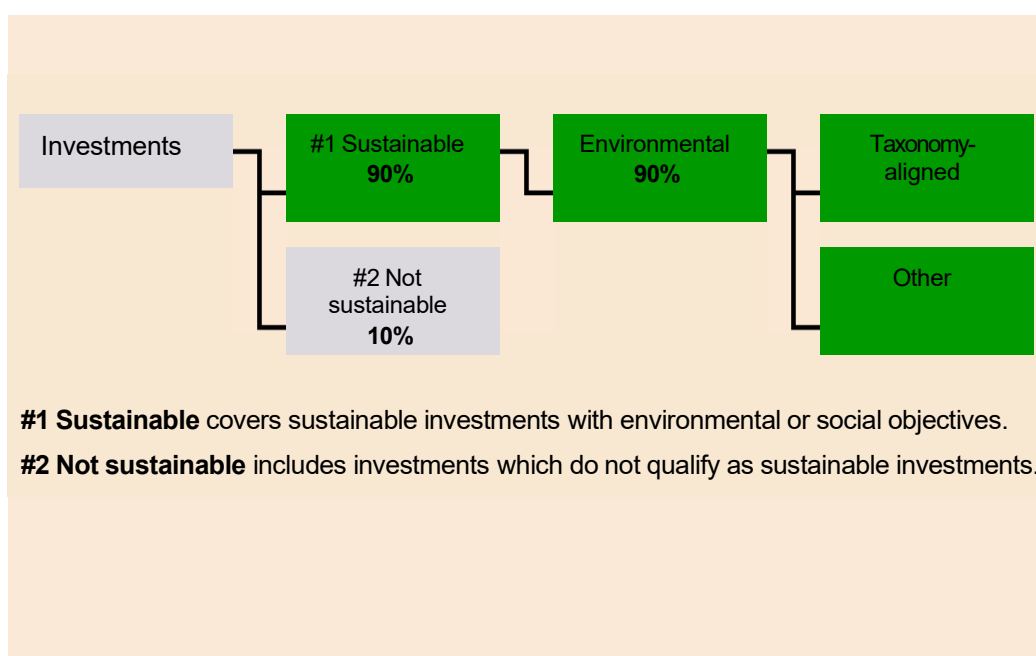 Investments
#1 Sustainable
90%
Environmental
90%
Taxonomy-
aligned
#2 Not
sustainable
10%
Other
#1 Sustainable covers sustainable investments with environmental or social objectives.
#2 Not sustainable includes investments which do not qualify as sustainable investments.